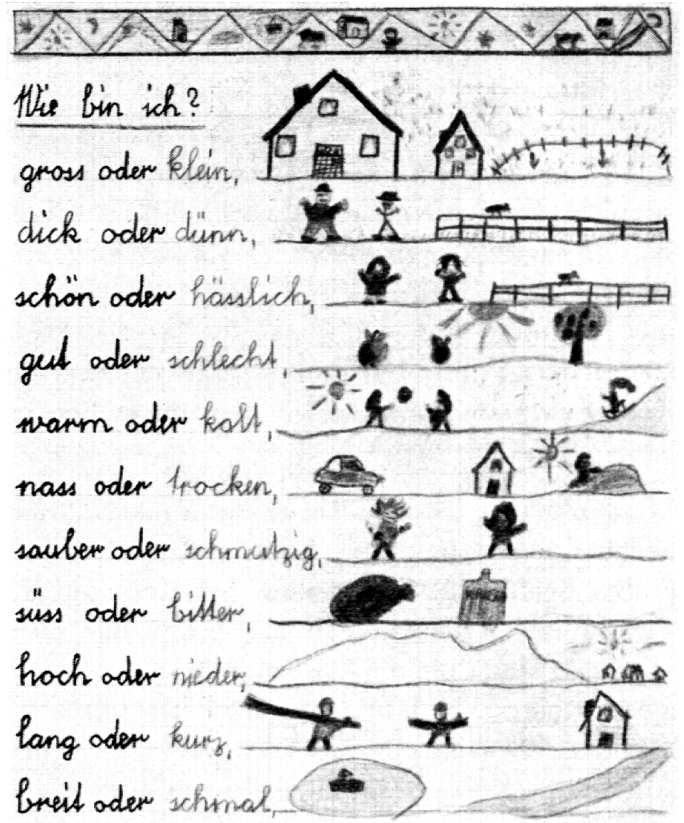 Wie bin ich?
gross oder klein,
dick oder dünn,
schön oder hässlich,
gut oder schlecht,
warm oder kalt,
nass oder trocken,
sauber oder schmutzig,
süss oder bitter,
hoch oder nieder,
lang oder kurz,
breit oder schmal,